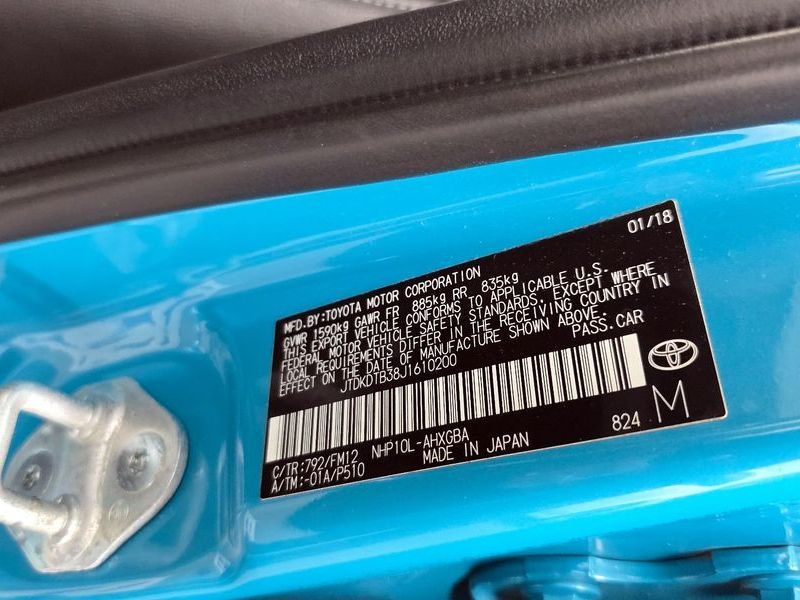 01/18
MFD.BY:TOYOTA MOTOR CORPORATION
GVWR 1590kg GAWR FR 885kg RR 835kg
THIS EXPORT VEHICLE CONFORMS TO APPLICABLE U.S.
FEDERAL MOTOR VEHICLE SAFETY STANDARDS, EXCEPT WHERE
LOCAL REQUIREMENTS DIFFER IN THE RECEIVING COUNTRY IN
EFFECT ON THE DATE OF MANUFACTURE SHOWN ABOVE.
JTDKDTB38J1610200 PASS.CAR
C/TR:792/FM12 NHP10L-AHXGBA 824 M
A/TM:-01A/P510 MADE IN JAPAN